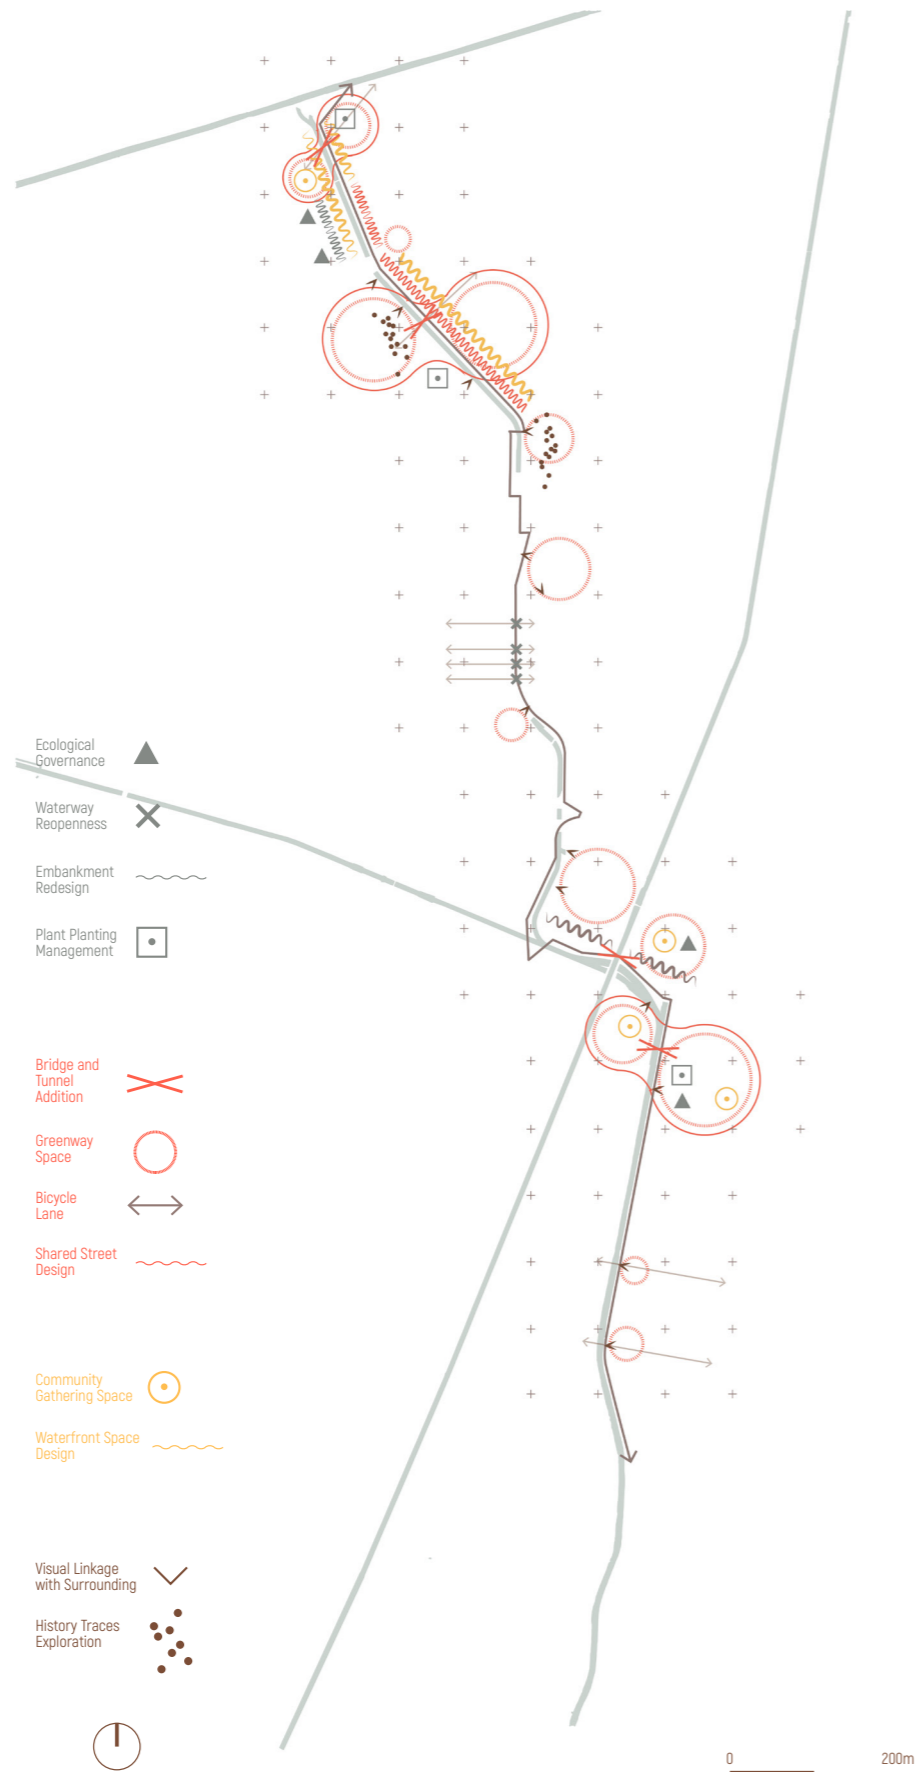 Ecological
Governance
Waterway
Reopenness
Embankment
Redesign
Plant Planting
Management
Bridge and
Tunnel
Addition
Greenway
Space
Bicycle
Lane
Shared Street
Design
Community
Gathering Space
Waterfront Space
Design
Visual Linkage
with Surrounding
History Traces
Exploration
0 200m